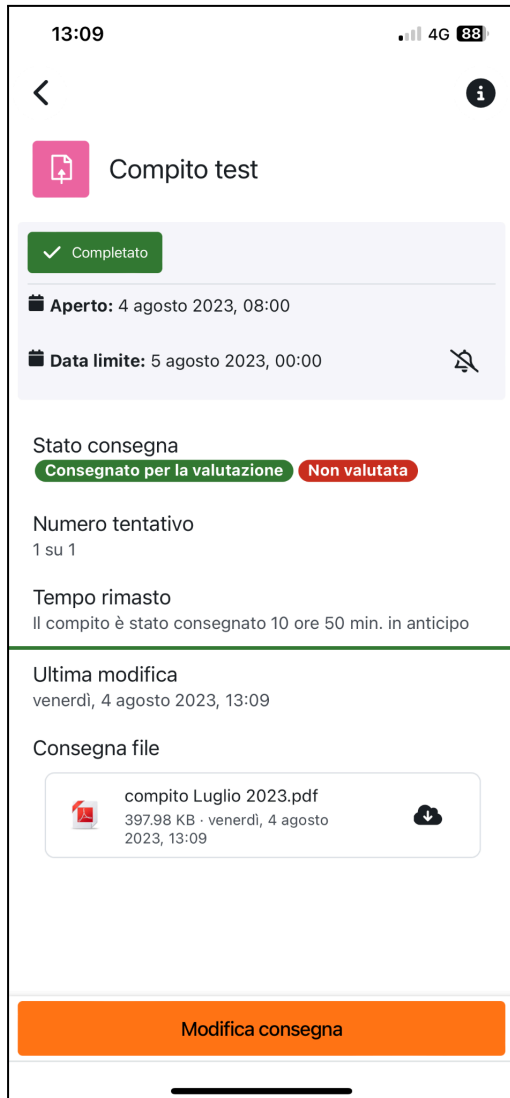 13:09
4G 88
Compito test
Completato
Aperto: 4 agosto 2023, 08:00
Data limite: 5 agosto 2023, 00:00
Stato consegna
Consegnato per la valutazione Non valutata
Numero tentativo
1 su 1
Tempo rimasto
Il compito è stato consegnato 10 ore 50 min. in anticipo
Ultima modifica
venerdì, 4 agosto 2023, 13:09
Consegna file
compito Luglio 2023.pdf
397.98 KB · venerdì, 4 agosto
2023, 13:09
Modifica consegna